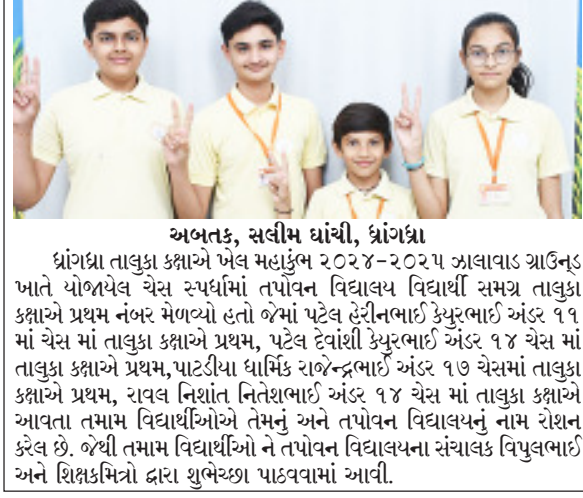 અબતક, સલીમ ઘાંચી, ધ્રાંગધ્રા
ધ્રાંગધ્રા તાલુકા કક્ષાએ ખેલ મહાકુંભ ૨૦૨૪-૨૦૨૫ ઝાલાવાડ ગ્રાઉન્ડ
ખાતે યોજાયેલ ચેસ સ્પર્ધામાં તપોવન વિદ્યાલય વિદ્યાર્થી સમગ્ર તાલુકા
કક્ષાએ પ્રથમ નંબર મેળવ્યો હતો જેમાં પટેલ હેરીનભાઈ કેયુરભાઈ અંડર ૧૧
માં ચેસ માં તાલુકા કક્ષાએ પ્રથમ, પટેલ દેવાંશી કેયુરભાઈ અંડર ૧૪ ચેસ માં
તાલુકા કક્ષાએ પ્રથમ,પાટડીયા ધાર્મિક રાજેન્દ્રભાઈ અંડર ૧૭ ચેસમાં તાલુકા
કક્ષાએ પ્રથમ, રાવલ નિશાંત નિતેશભાઈ અંડર ૧૪ ચેસ માં તાલુકા કક્ષાએ
આવતા તમામ વિદ્યાર્થીઓએ તેમનું અને તપોવન વિદ્યાલયનું નામ રોશન
કરેલ છે. જેથી તમામ વિદ્યાર્થીઓ ને તપોવન વિદ્યાલયના સંચાલક વિપુલભાઈ
અને શિક્ષકમિત્રો દ્વારા શુભેચ્છા પાઠવવામાં આવી.